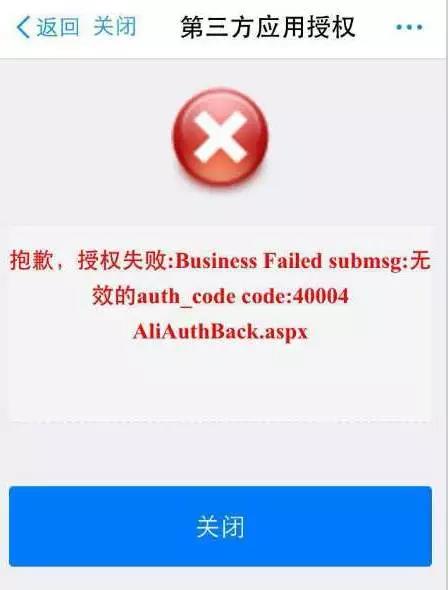 返回 关闭 第三方应用授权
抱歉，授权失败:Business Failed submsg:无
效的auth_code code:40004
AliAuthBack.aspx
关闭